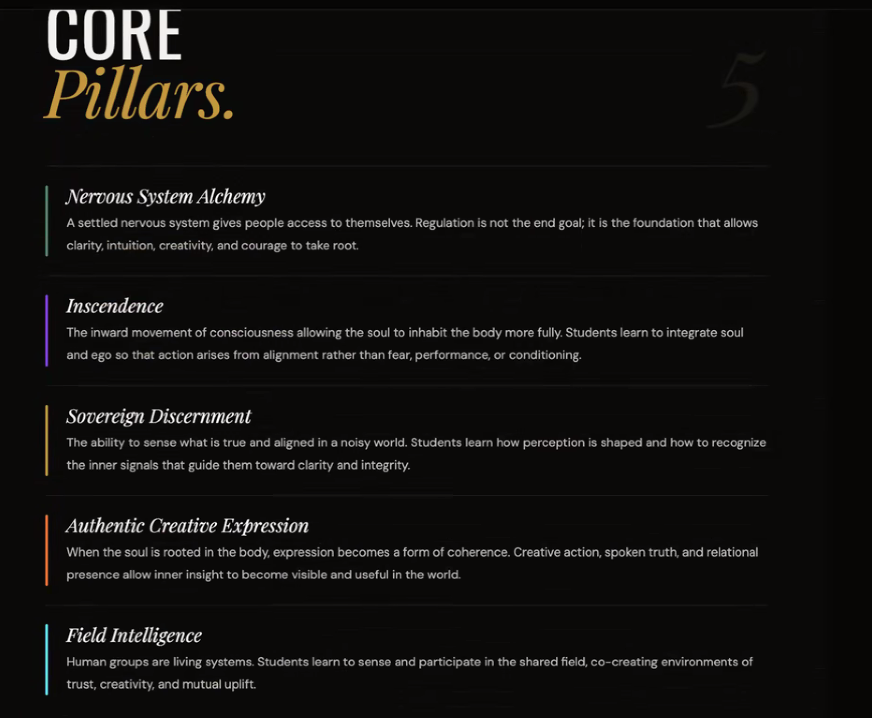 CORE
Pillars.
5
Nervous System Alchemy
A settled nervous system gives people access to themselves. Regulation is not the end goal; it is the foundation that allows
clarity, intuition, creativity, and courage to take root.
Inscendence
The inward movement of consciousness allowing the soul to inhabit the body more fully. Students learn to integrate soul
and ego so that action arises from alignment rather than fear, performance, or conditioning.
Sovereign Discernment
The ability to sense what is true and aligned in a noisy world. Students learn how perception is shaped and how to recognize
the inner signals that guide them toward clarity and integrity.
Authentic Creative Expression
When the soul is rooted in the body, expression becomes a form of coherence. Creative action, spoken truth, and relational
presence allow inner insight to become visible and useful in the world.
Field Intelligence
Human groups are living systems. Students learn to sense and participate in the shared field, co-creating environments of
trust, creativity, and mutual uplift.